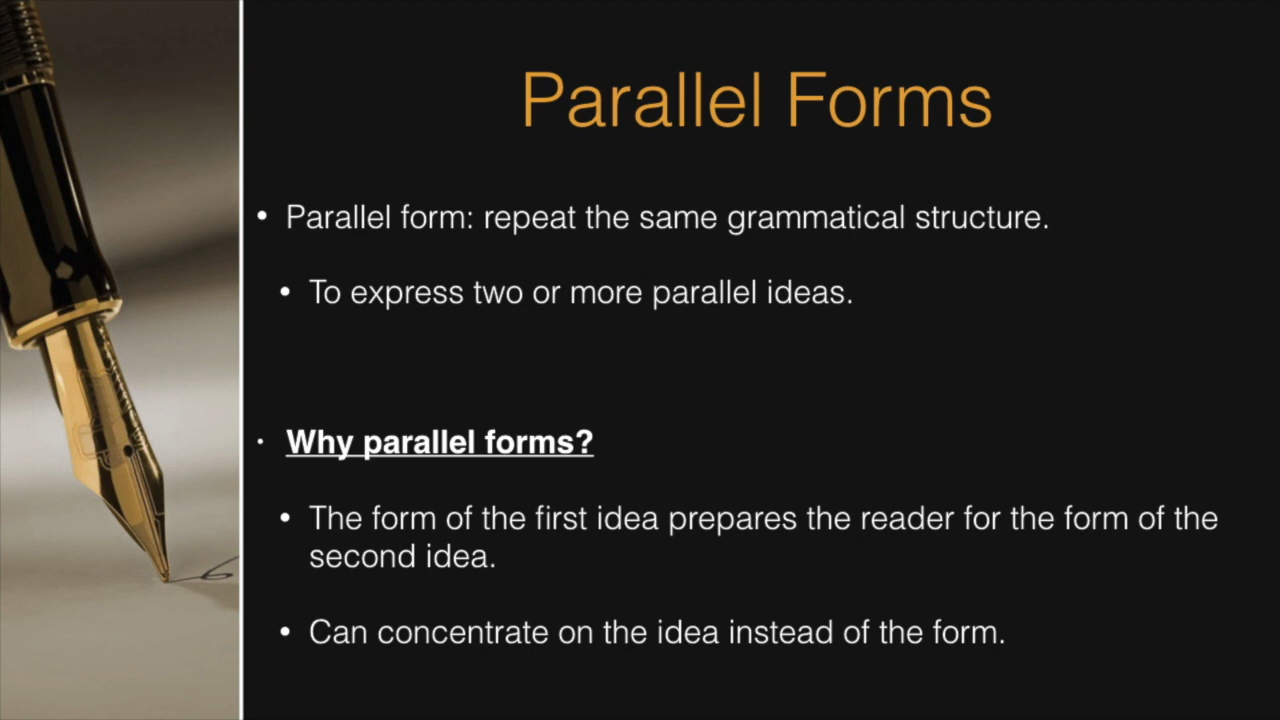 Parallel Forms
• Parallel form: repeat the same grammatical structure.
• To express two or more parallel ideas.
• Why parallel forms?
• The form of the first idea prepares the reader for the form of the
second idea.
• Can concentrate on the idea instead of the form.